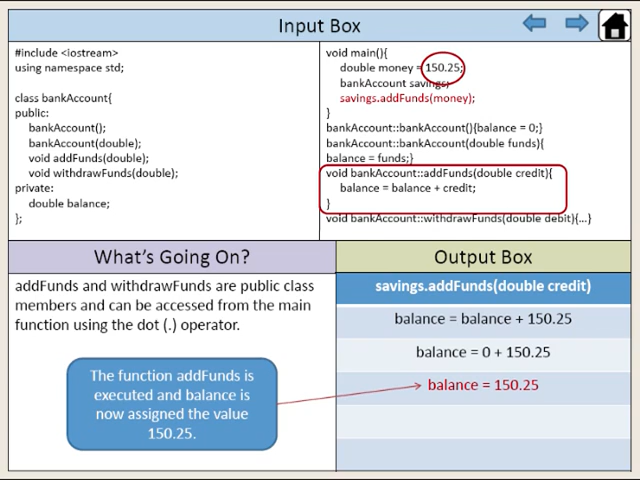 Input Box
#include <iostream>
using namespace std;
class bankAccount{
public:
bankAccount();
bankAccount(double);
void addFunds(double);
void withdrawFunds(double);
private:
double balance;
};
void main(){
double money = 150.25;
bankAccount savings;
savings.addFunds(money);
}
bankAccount::bankAccount(){balance = 0;}
bankAccount::bankAccount(double funds){
balance = funds;}
void bankAccount::addFunds(double credit){
balance = balance + credit;
}
void bankAccount::withdrawFunds(double debit){...}
What's Going On?
addFunds and withdrawFunds are public class
members and can be accessed from the main
function using the dot (.) operator.
The function addFunds is
executed and balance is
now assigned the value
150.25.
Output Box
savings.addFunds(double credit)
balance = balance + 150.25
balance = 0 + 150.25
balance = 150.25